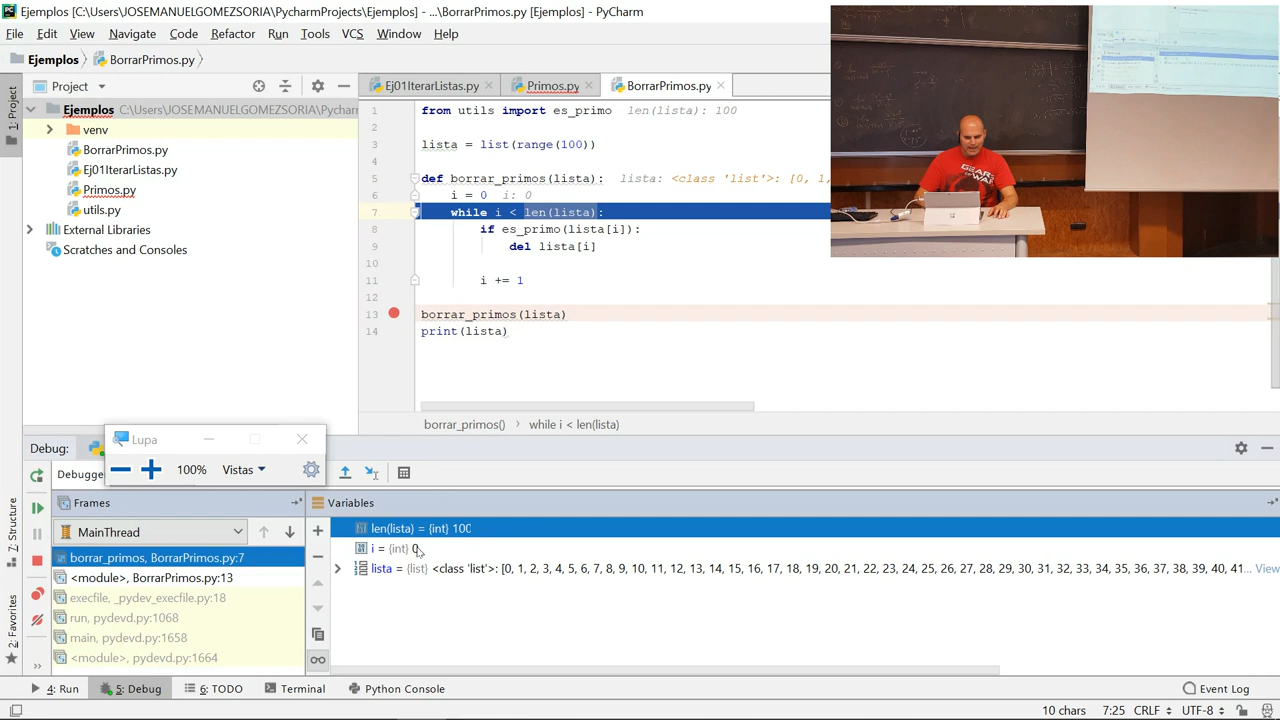 Ejemplos [C:\Users\JOSEMANUELGOMEZSORIA\PycharmProjects\Ejemplos] - ...\BorrarPrimos.py [Ejemplos] - PyCharm
File Edit View Navigate Code Refactor Run Tools VCS Window Help
Ejemplos BorrarPrimos.py
Project
Ej01IterarListas.py Primos.py BorrarPrimos.py
Ejemplos C:\Users\JOSEMANUELGOMEZSORIA\Pycharm
venv
BorrarPrimos.py
Ej01IterarListas.py
Primos.py
utils.py
External Libraries
Scratches and Consoles
1 from utils import es_primo len(lista): 100
2
3 lista = list(range(100))
4
5 def borrar_primos(lista): lista: <class 'list'>: [0, 1,
6 i = 0 i: 0
7 while i < len(lista):
8 if es_primo(lista[i]):
9 del lista[i]
10
11 i += 1
12
13 borrar_primos(lista)
14 print(lista)
borrar_primos() while i < len(lista)
Lupa
100% Vistas
Debug:
Debugge
Frames
MainThread
borrar_primos, BorrarPrimos.py:7
<module>, BorrarPrimos.py:13
execfile, _pydev_execfile.py:18
run, pydevd.py:1068
main, pydevd.py:1658
<module>, pydevd.py:1664
Variables
len(lista) = {int} 100
i = {int} 0
lista = {list} <class 'list'>: [0, 1, 2, 3, 4, 5, 6, 7, 8, 9, 10, 11, 12, 13, 14, 15, 16, 17, 18, 19, 20, 21, 22, 23, 24, 25, 26, 27, 28, 29, 30, 31, 32, 33, 34, 35, 36, 37, 38, 39, 40, 41... View
1: Project
7: Structure
2: Favorites
4: Run 5: Debug 6: TODO Terminal Python Console Event Log
10 chars 7:25 CRLF UTF-8
GEARS OF WAR